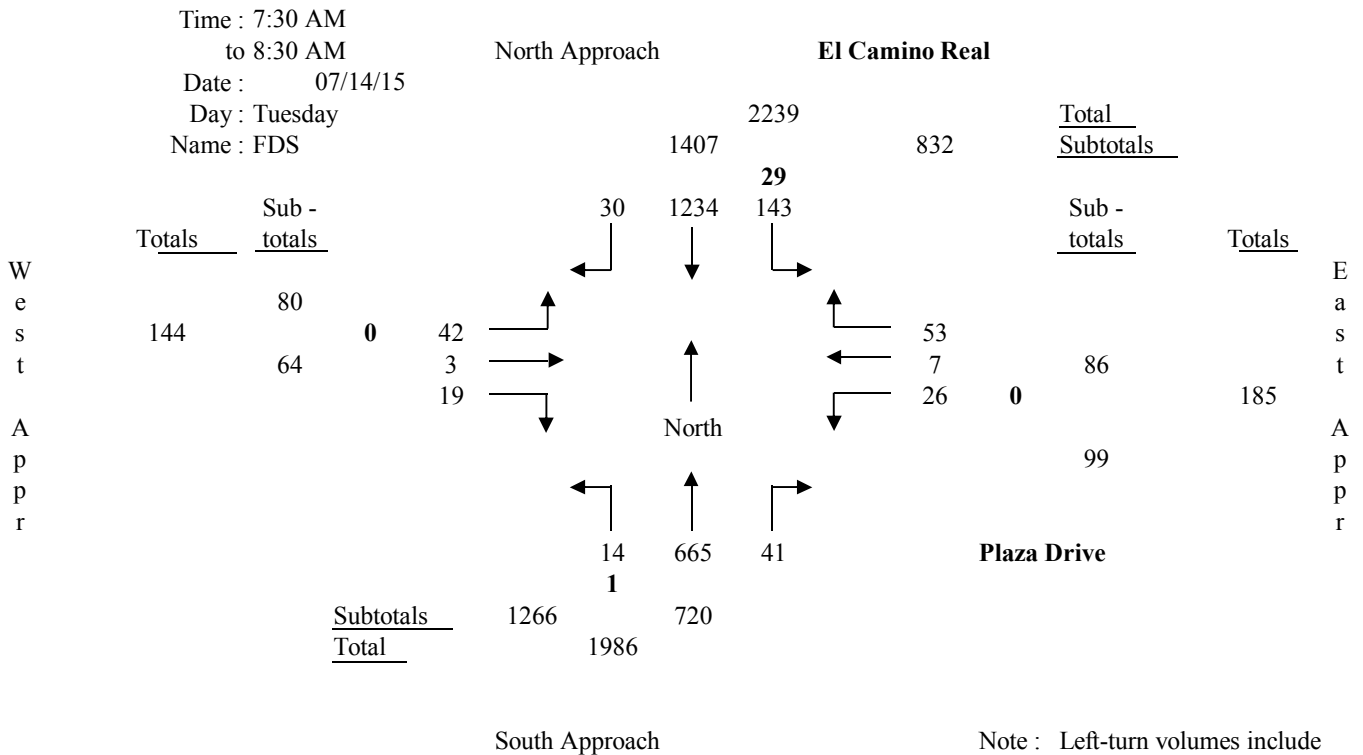 Time : 7:30 AM
to 8:30 AM North Approach El Camino Real
Date : 07/14/15
Day : Tuesday 2239 Total
Name : FDS 1407 832 Subtotals
29
Sub - 30 1234 143 Sub -
Totals totals totals Totals
W E
e 80 a
s 144 0 42 53 s
t 64 3 7 86 t
19 26 0 185
A North A
p 99 p
p p
r r
14 665 41 Plaza Drive
1
Subtotals 1266 720
Total 1986
South Approach Note : Left-turn volumes include